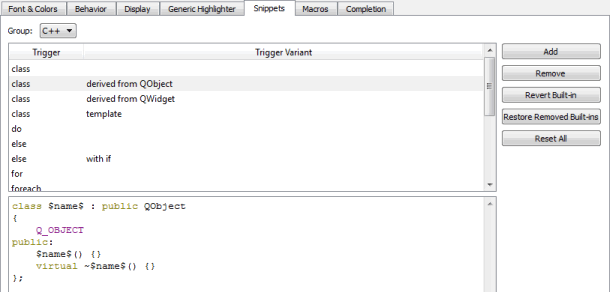 Font & Colors Behavior Display Generic Highlighter Snippets Macros Completion
Group: C++
Trigger Trigger Variant
class
class derived from QObject
class derived from QWidget
class template
do
else
else with if
for
foreach
Add
Remove
Revert Built-in
Restore Removed Built-ins
Reset All
class $name$ : public QObject
{
Q_OBJECT
public:
$name$() {}
virtual ~$name$() {}
};